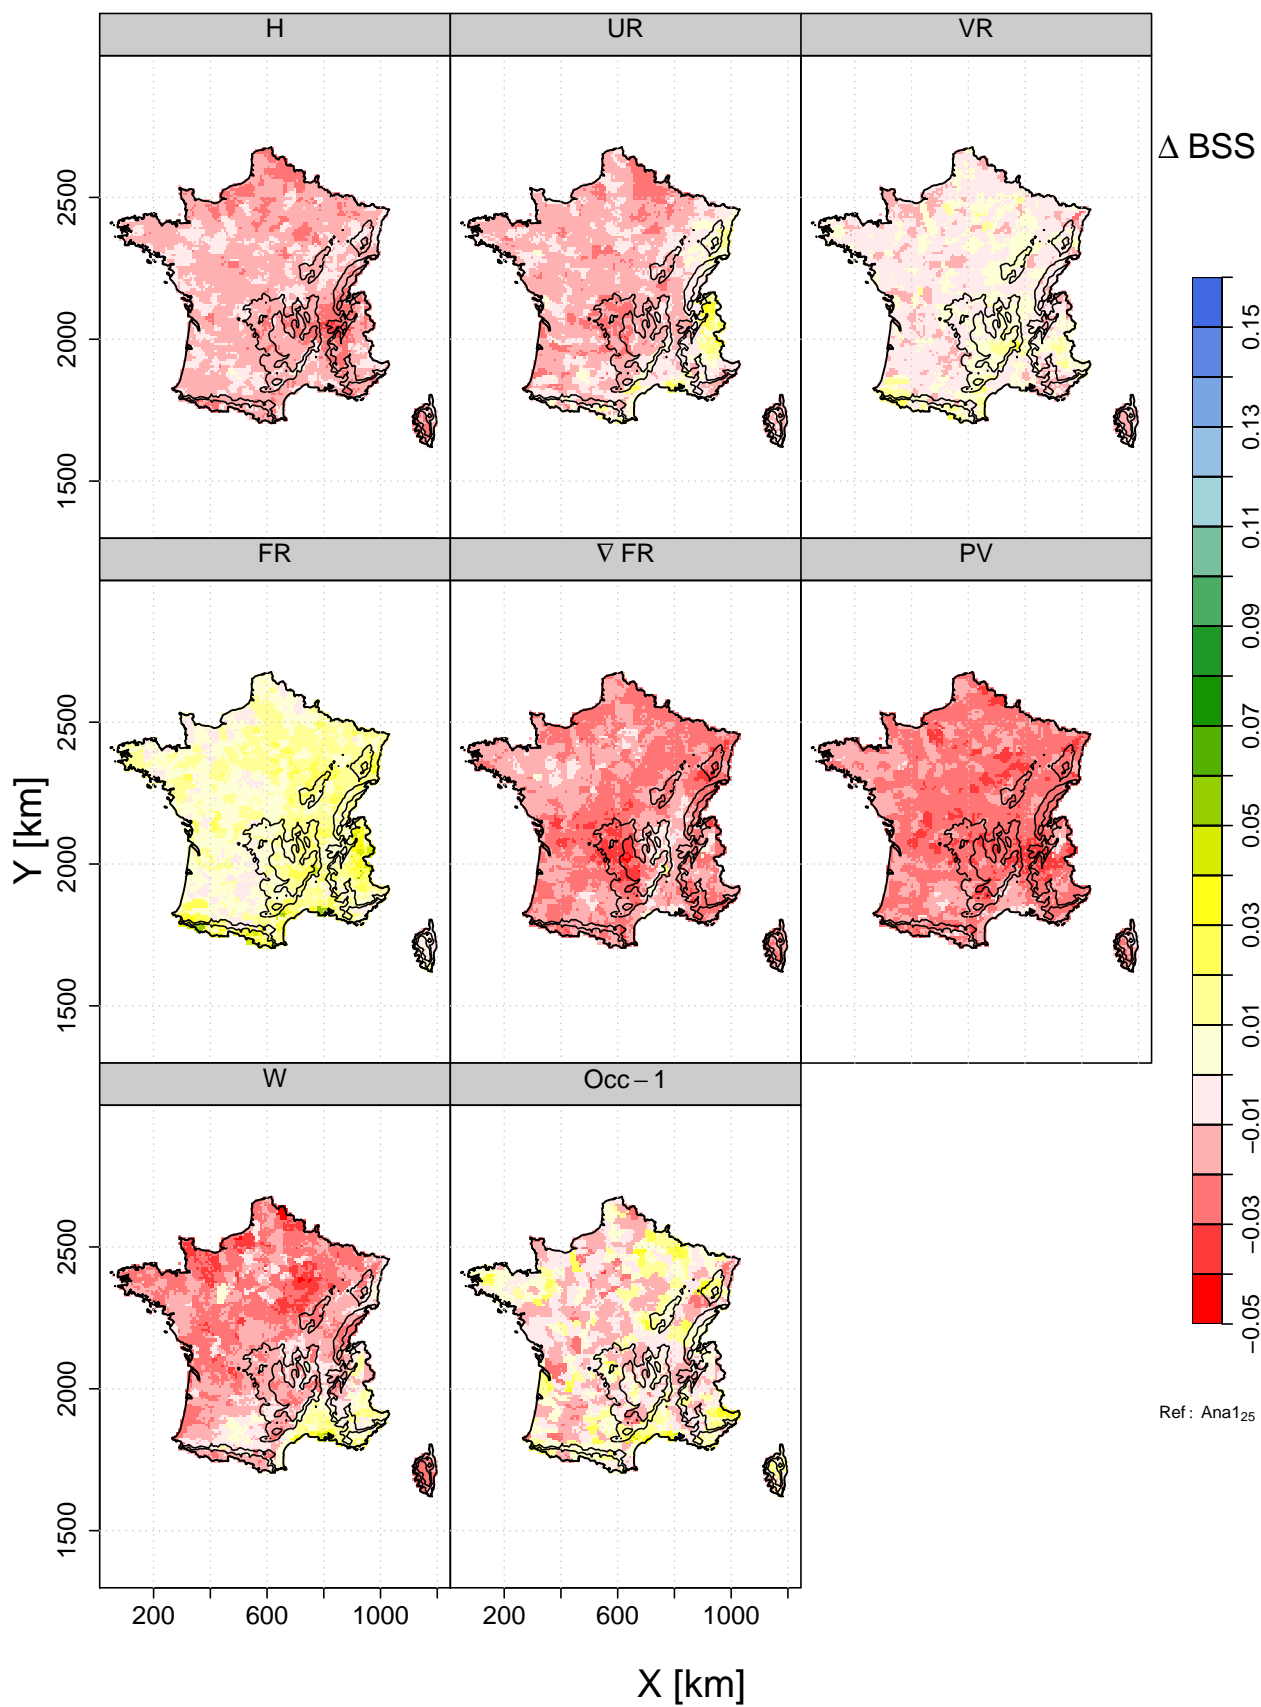 H UR VR
Δ BSS
2500
2000
1500
FR ∇ FR PV
2500
2000
1500
W Occ − 1
2500
2000
1500
200 600 1000 200 600 1000
X [km]
Y [km]
0.15
0.13
0.11
0.09
0.07
0.05
0.03
0.01
−0.01
−0.03
−0.05
Ref : Ana1₂₅